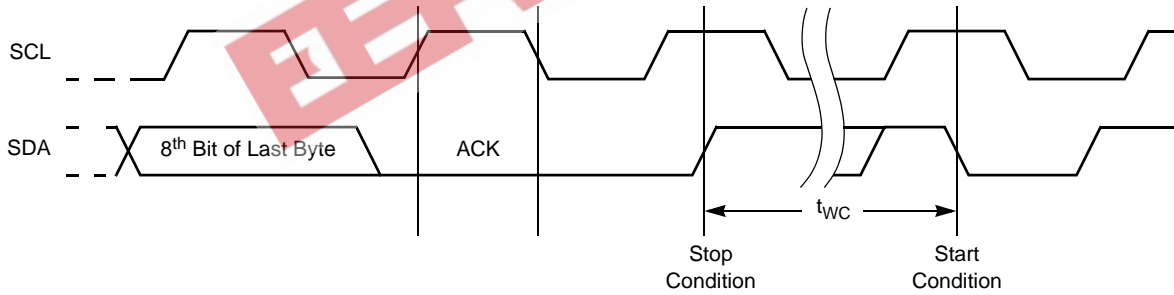 SCL
SDA
8th Bit of Last Byte
ACK
tWC
Stop
Condition
Start
Condition